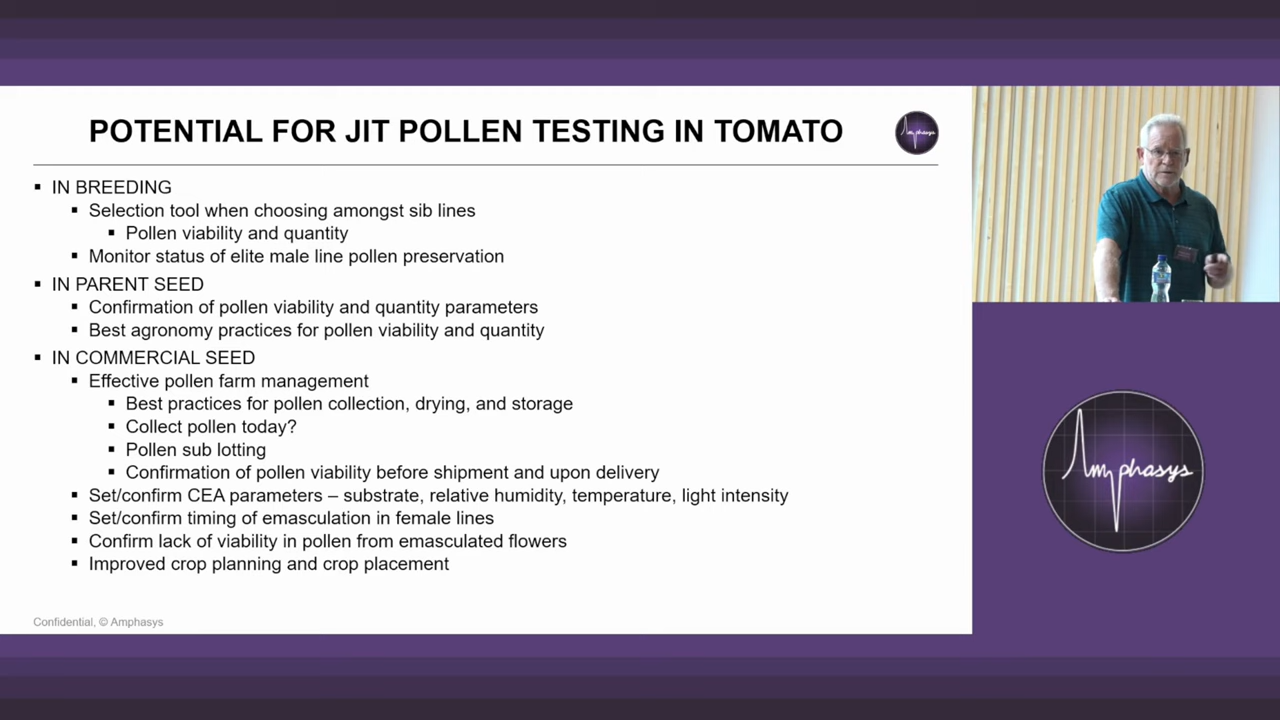 POTENTIAL FOR JIT POLLEN TESTING IN TOMATO
Amphasys
IN BREEDING
Selection tool when choosing amongst sib lines
Pollen viability and quantity
Monitor status of elite male line pollen preservation
IN PARENT SEED
Confirmation of pollen viability and quantity parameters
Best agronomy practices for pollen viability and quantity
IN COMMERCIAL SEED
Effective pollen farm management
Best practices for pollen collection, drying, and storage
Collect pollen today?
Pollen sub lotting
Confirmation of pollen viability before shipment and upon delivery
Set/confirm CEA parameters – substrate, relative humidity, temperature, light intensity
Set/confirm timing of emasculation in female lines
Confirm lack of viability in pollen from emasculated flowers
Improved crop planning and crop placement
Confidential, © Amphasys
Amphasys